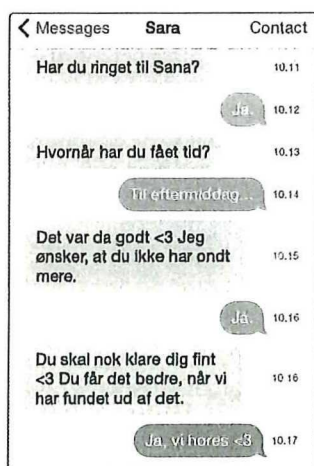 Messages Sara Contact
Har du ringet til Sana? 10.11
Ja. 10.12
Hvornår har du fået tid? 10.13
Til eftermiddag... 10.14
Det var da godt <3 Jeg
ønsker, at du ikke har ondt 10.15
mere.
Ja. 10.16
Du skal nok klare dig fint
<3 Du får det bedre, når vi 10.16
har fundet ud af det.
Ja, vi høres <3 10.17